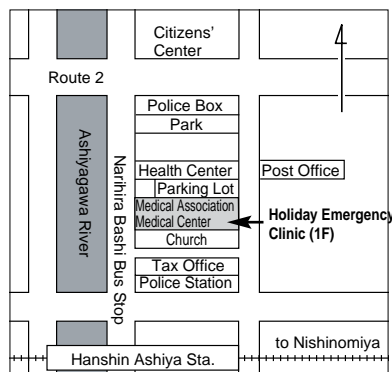 Citizens'
Center
Route 2
Police Box
Park
Ashiyagawa River
Narihira Bashi Bus Stop
Health Center
Post Office
Parking Lot
Medical Association
Medical Center
Holiday Emergency
Clinic (1F)
Church
Tax Office
Police Station
to Nishinomiya
Hanshin Ashiya Sta.